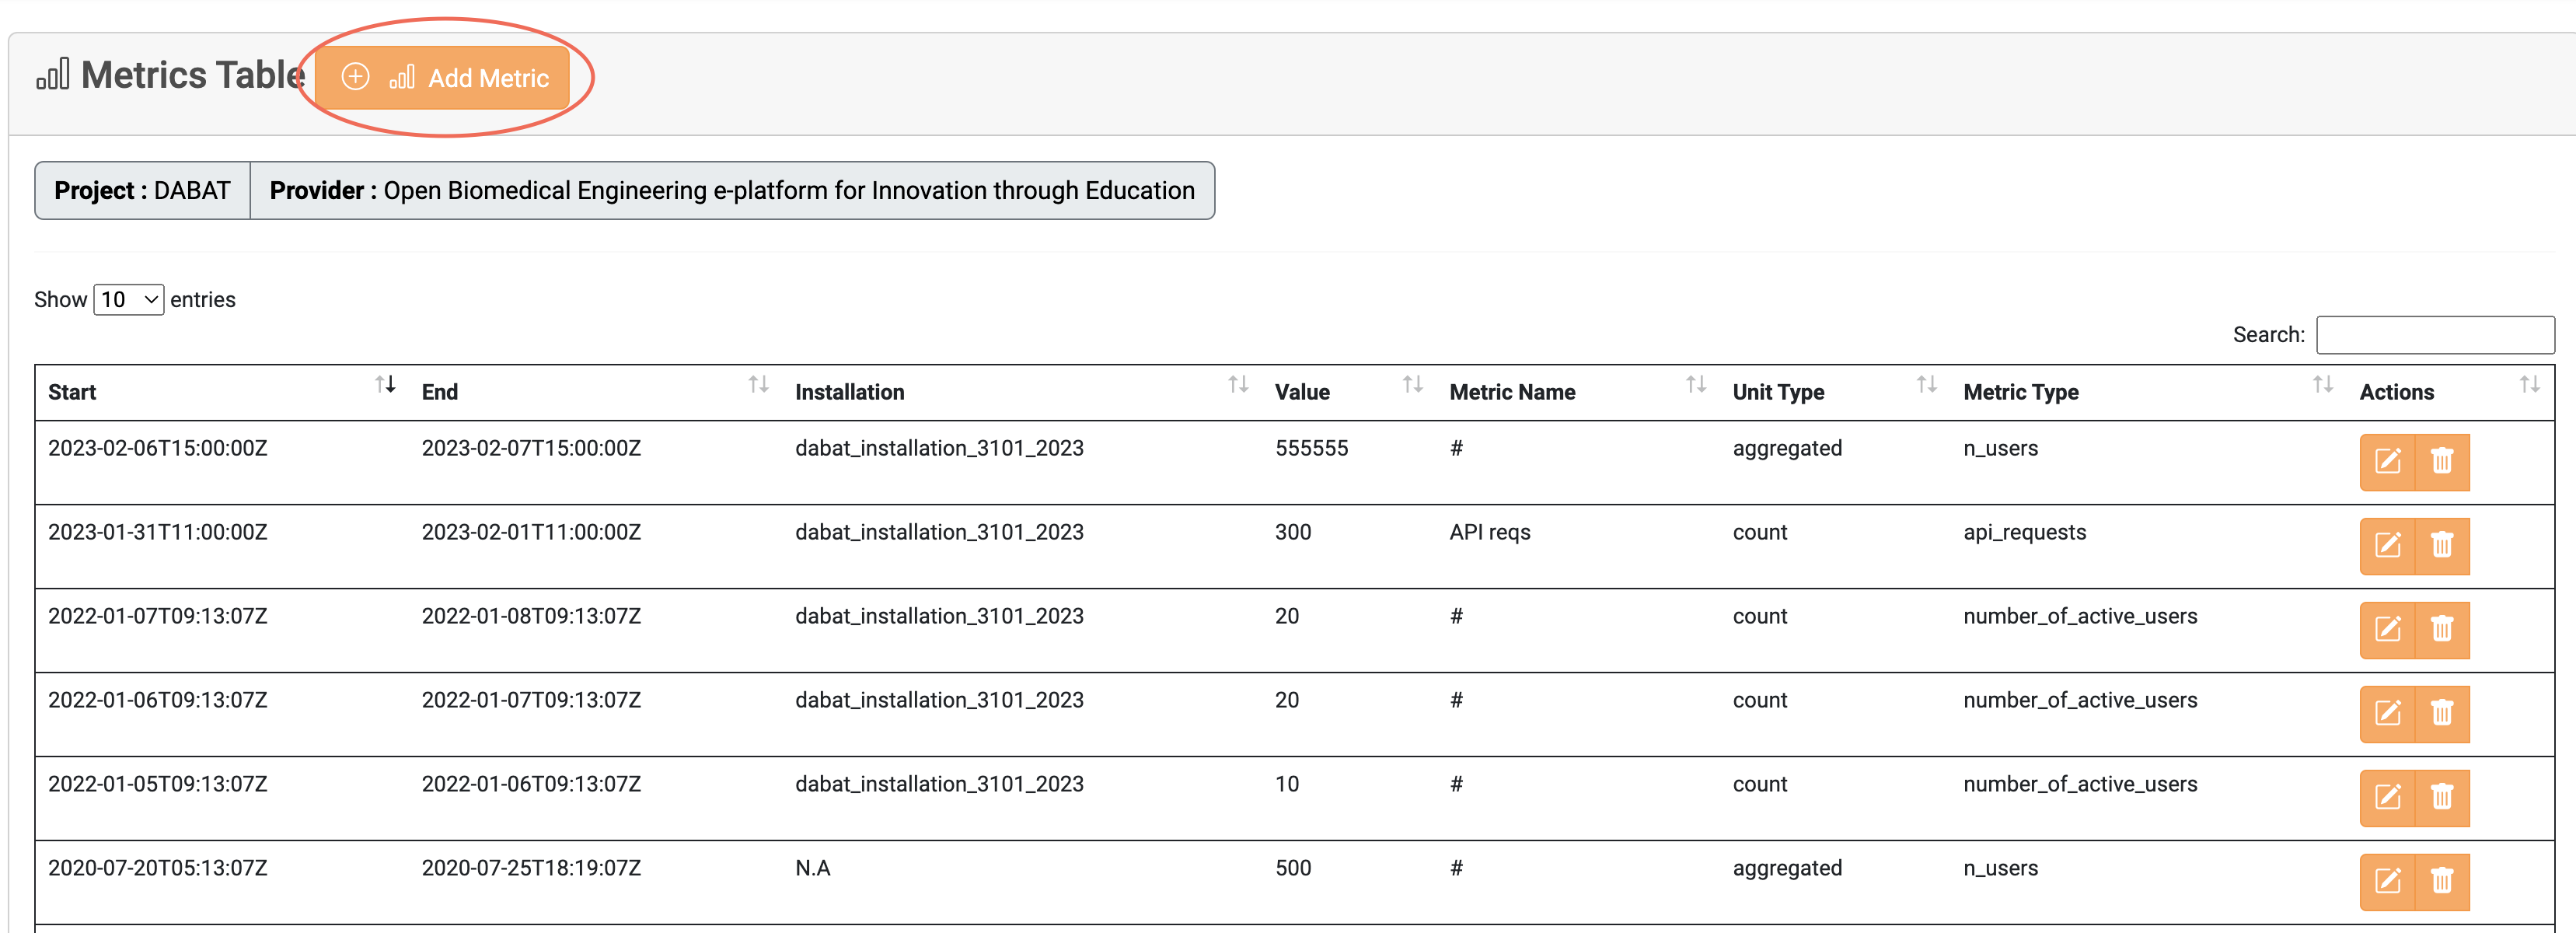 Metrics Table Add Metric
Project : DABAT Provider : Open Biomedical Engineering e-platform for Innovation through Education
Show 10 entries
Search:
Start End Installation Value Metric Name Unit Type Metric Type Actions
2023-02-06T15:00:00Z 2023-02-07T15:00:00Z dabat_installation_3101_2023 555555 # aggregated n_users
2023-01-31T11:00:00Z 2023-02-01T11:00:00Z dabat_installation_3101_2023 300 API reqs count api_requests
2022-01-07T09:13:07Z 2022-01-08T09:13:07Z dabat_installation_3101_2023 20 # count number_of_active_users
2022-01-06T09:13:07Z 2022-01-07T09:13:07Z dabat_installation_3101_2023 20 # count number_of_active_users
2022-01-05T09:13:07Z 2022-01-06T09:13:07Z dabat_installation_3101_2023 10 # count number_of_active_users
2020-07-20T05:13:07Z 2020-07-25T18:19:07Z N.A 500 # aggregated n_users